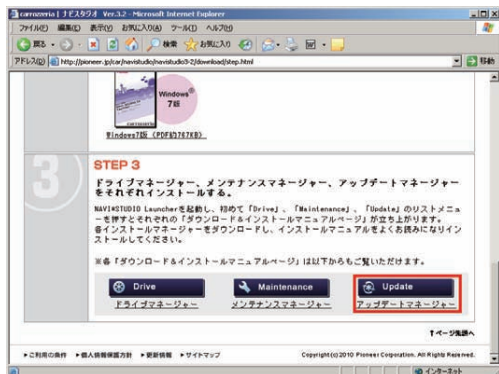 carrozzeria | ナビスタジオ Ver.3.2 - Microsoft Internet Explorer
ファイル(F) 編集(E) 表示(V) お気に入り(A) ツール(T) ヘルプ(H)
戻る 検索 お気に入り
アドレス(D) http://pioneer.jp/car/navistudio/navistudio3-2/download/step.html 移動
Windows®
7版
Windows7版 (PDF約787KB)
3
STEP 3
ドライブマネージャー、メンテナンスマネージャー、アップデートマネージャー
をそれぞれインストールする。
NAVI*STUDIO Launcherを起動し、初めて「Drive」、「Maintenance」、「Update」のリストメニュ
ーを押すとそれぞれの「ダウンロード&インストールマニュアルページ」が立ち上がります。
各インストールマネージャーをダウンロードし、インストールマニュアルをよくお読みになりイン
ストールしてください。
※各「ダウンロード&インストールマニュアルページ」は以下からもご覧いただけます。
Drive Maintenance Update
ドライブマネージャー メンテナンスマネージャー アップデートマネージャー
↑ページ先頭へ
▶ご利用の条件 ▶個人情報保護方針 ▶更新情報 ▶サイトマップ Copyright(c)2010 Pioneer Corporation. All Rights Reserved.
インターネット